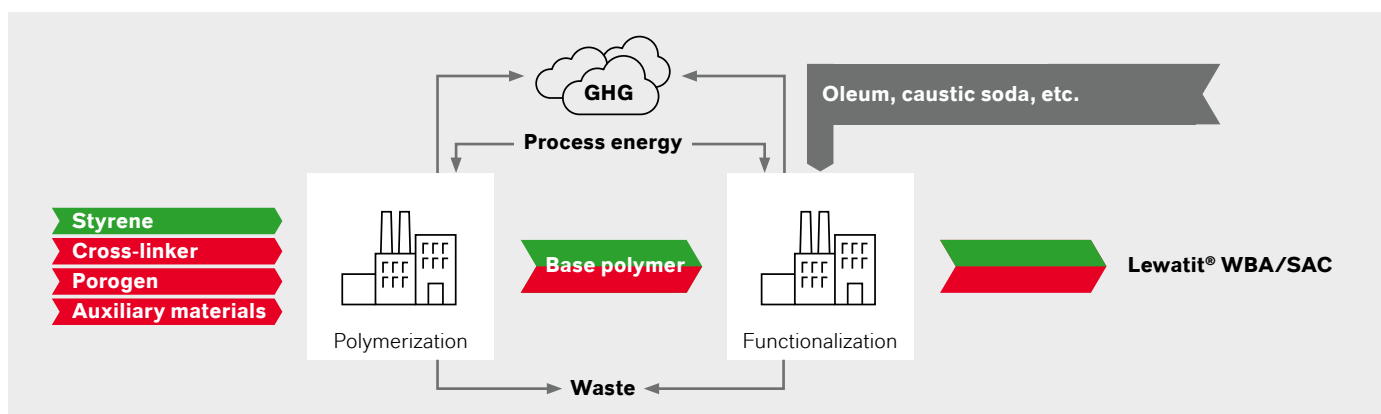 GHG
Oleum, caustic soda, etc.
Process energy
Styrene
Cross-linker
Porogen
Auxiliary materials
Base polymer
Lewatit® WBA/SAC
Polymerization
Functionalization
Waste